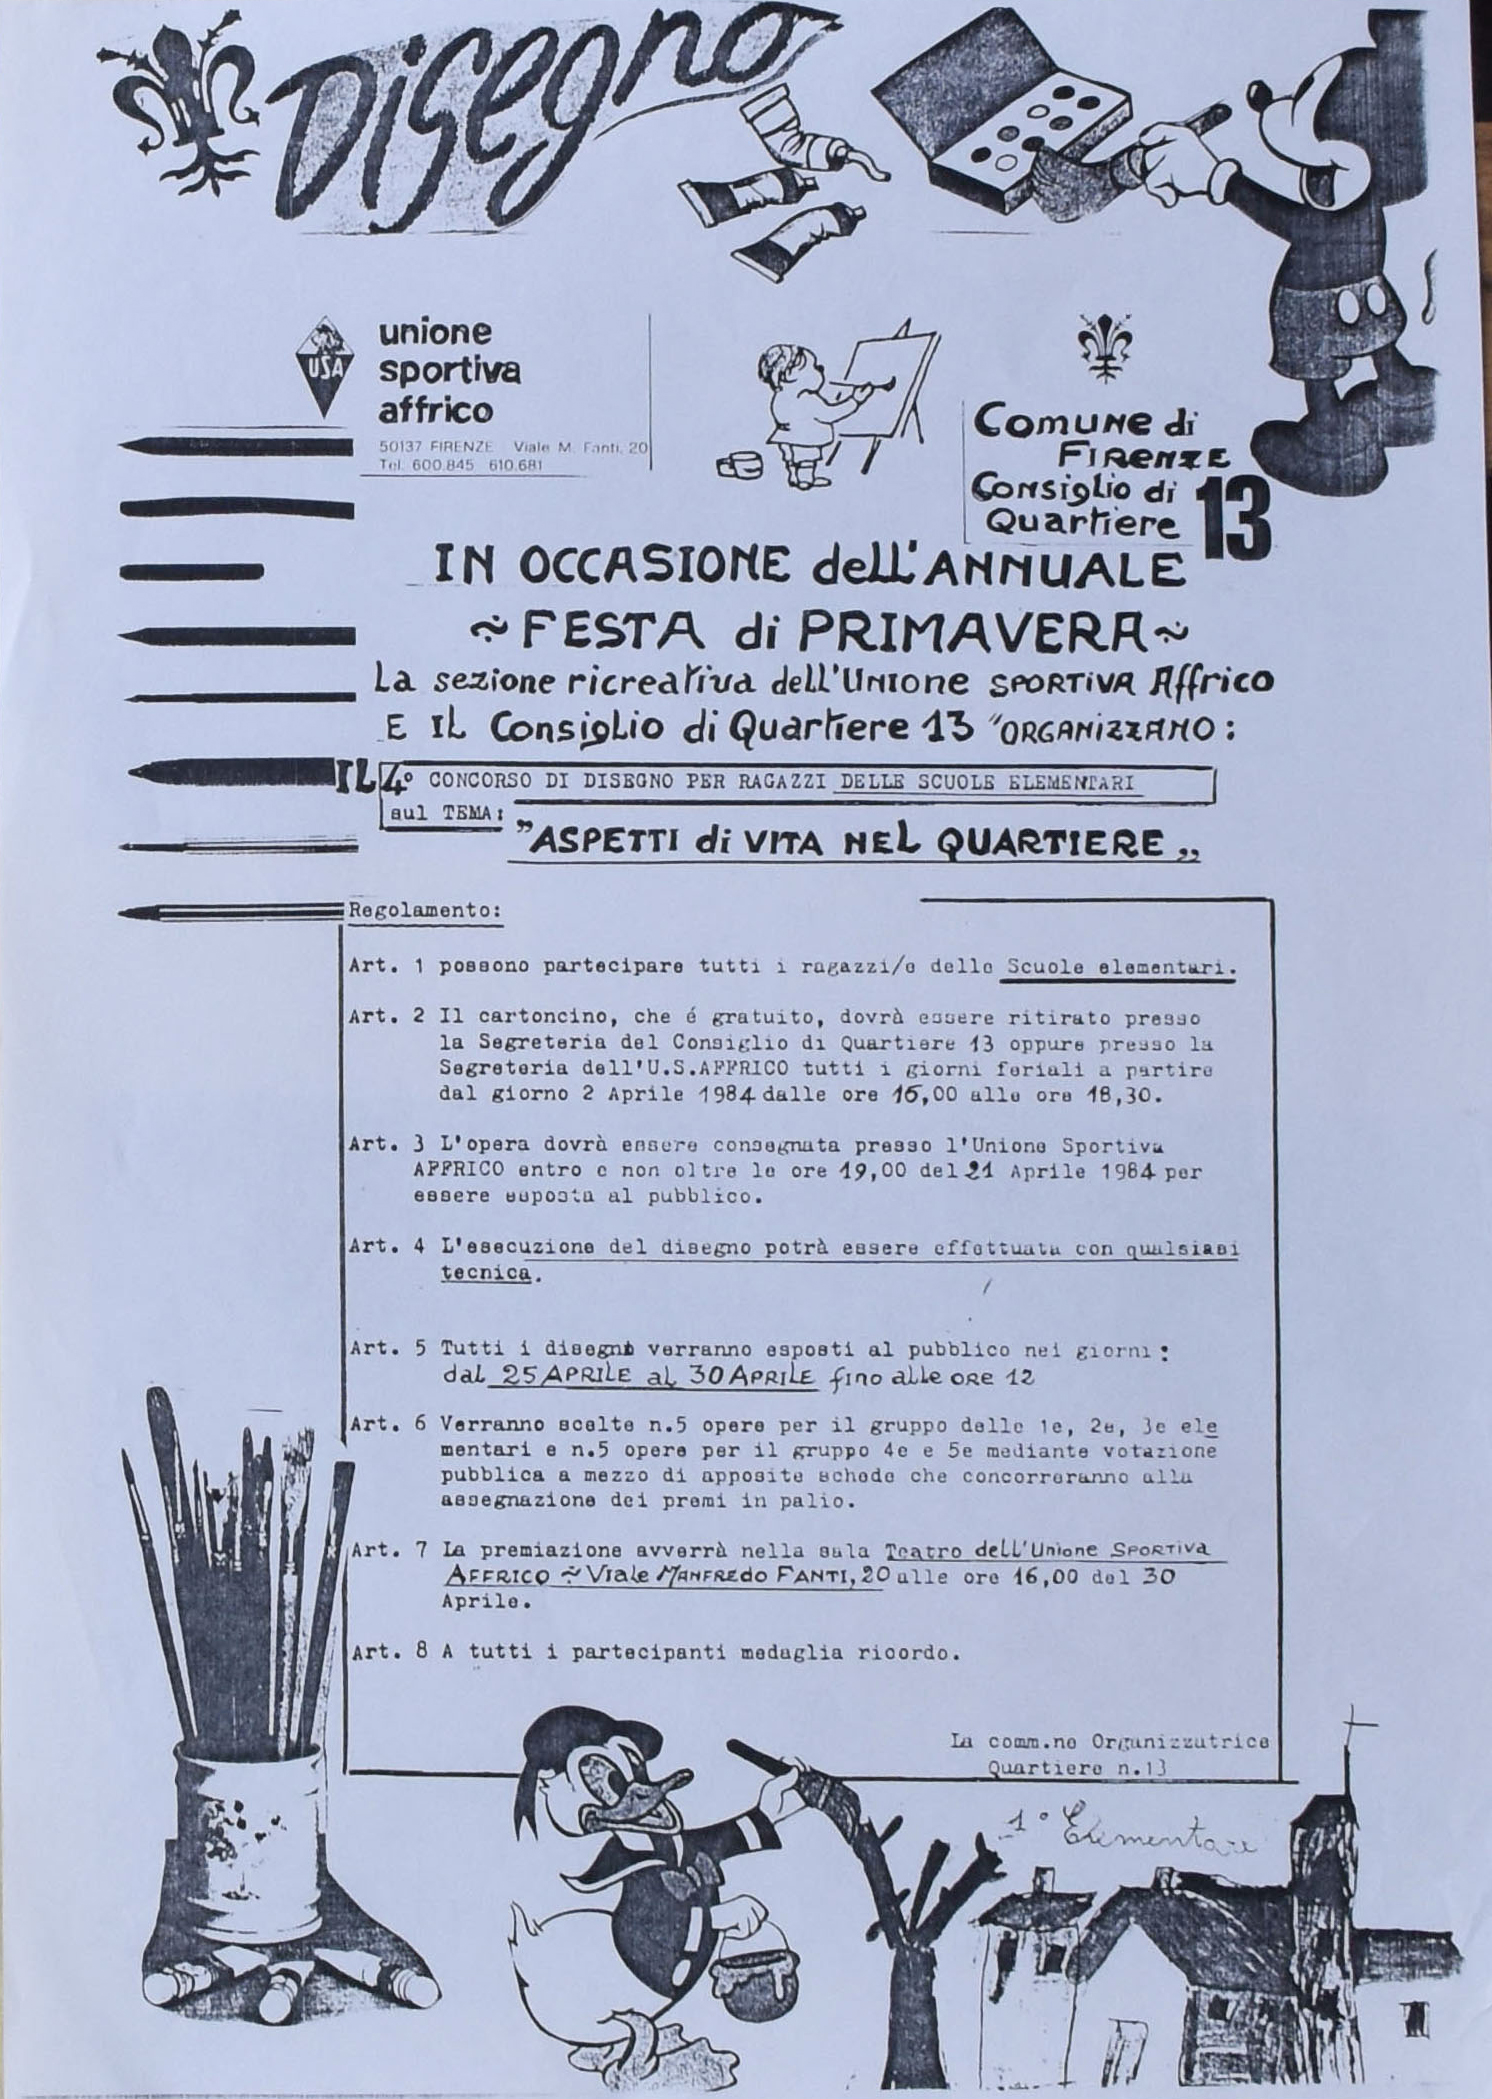 Disegno
USA
unione
sportiva
affrico
50137 FIRENZE Viale M. Fanti, 20
Tel. 600.845 610.681
Comune di
Firenze
Consiglio di
Quartiere 13
IN OCCASIONE dell'ANNUALE
~ FESTA di PRIMAVERA ~
La sezione ricreativa dell'Unione SPORTIVA Affrico
E IL Consiglio di Quartiere 13 "ORGANIZZANO:
IL 4° CONCORSO DI DISEGNO PER RAGAZZI DELLE SCUOLE ELEMENTARI
sul TEMA:
"ASPETTI di VITA NEL QUARTIERE„
Regolamento:
Art. 1 possono partecipare tutti i ragazzi/e delle Scuole elementari.
Art. 2 Il cartoncino, che é gratuito, dovrà essere ritirato presso
la Segreteria del Consiglio di Quartiere 13 oppure presso la
Segreteria dell'U.S.AFFRICO tutti i giorni feriali a partire
dal giorno 2 Aprile 1984 dalle ore 16,00 alle ore 18,30.
Art. 3 L'opera dovrà essere consegnata presso l'Unione Sportiva
AFFRICO entro e non oltre le ore 19,00 del 21 Aprile 1984 per
essere esposta al pubblico.
Art. 4 L'esecuzione del disegno potrà essere effettuata con qualsiasi
tecnica.
Art. 5 Tutti i disegni verranno esposti al pubblico nei giorni:
dal 25 APRILE al 30 APRILE fino alle ORE 12
Art. 6 Verranno scelte n.5 opere per il gruppo delle 1e, 2e, 3e ele
mentari e n.5 opere per il gruppo 4e e 5e mediante votazione
pubblica a mezzo di apposite schede che concorreranno alla
assegnazione dei premi in palio.
Art. 7 La premiazione avverrà nella sala Teatro dell'Unione SPORTIVA
AFFRICO ~ Viale MANFREDO FANTI, 20 alle ore 16,00 del 30
Aprile.
Art. 8 A tutti i partecipanti medaglia ricordo.
La comm.ne Organizzatrice
Quartiere n.13
1° Elementare